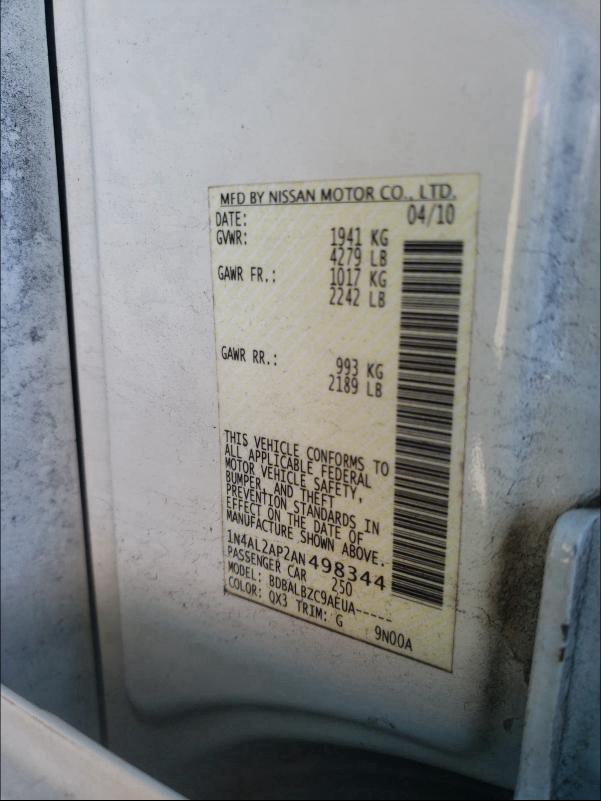 MFD BY NISSAN MOTOR CO., LTD.
DATE: 04/10
GVWR: 1941 KG
4279 LB
GAWR FR.: 1017 KG
2242 LB
GAWR RR.: 993 KG
2189 LB
THIS VEHICLE CONFORMS TO
ALL APPLICABLE FEDERAL
MOTOR VEHICLE SAFETY,
BUMPER, AND THEFT
PREVENTION STANDARDS IN
EFFECT ON THE DATE OF
MANUFACTURE SHOWN ABOVE.
1N4AL2AP2AN498344
PASSENGER CAR 250
MODEL: BDBALBZC9AEUA-----
COLOR: QX3 TRIM: G 9N00A